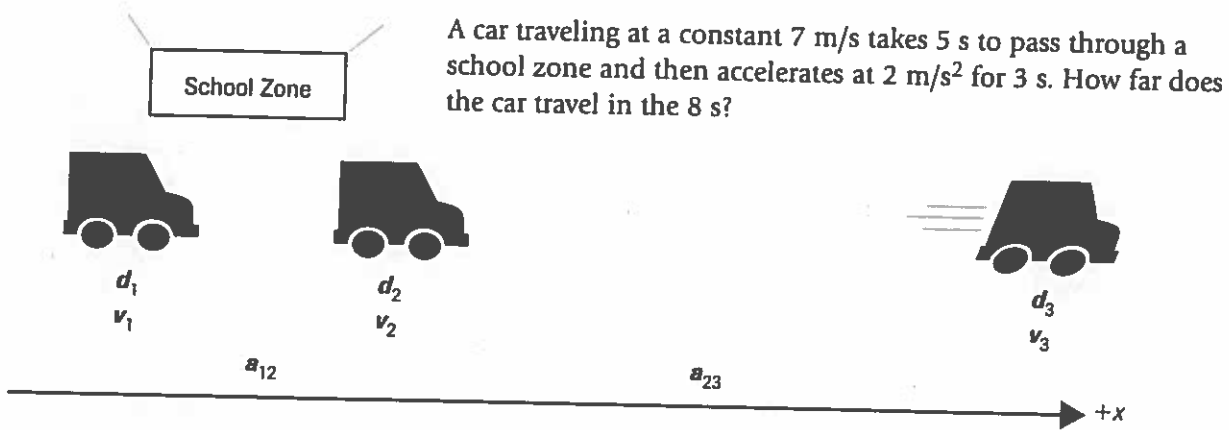 A car traveling at a constant 7 m/s takes 5 s to pass through a
school zone and then accelerates at 2 m/s² for 3 s. How far does
the car travel in the 8 s?
School Zone
d₁
v₁
d₂
v₂
d₃
v₃
a₁₂
a₂₃
+x